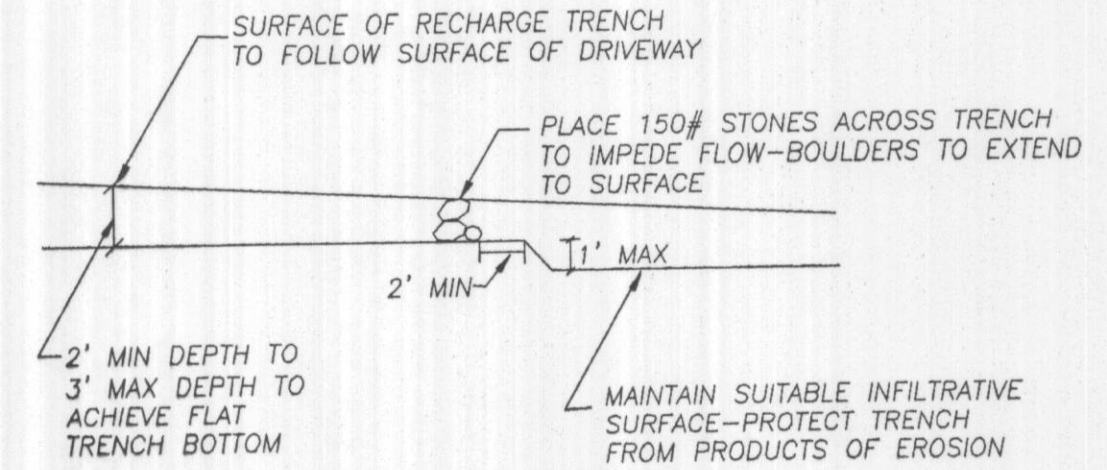 SURFACE OF RECHARGE TRENCH
TO FOLLOW SURFACE OF DRIVEWAY
PLACE 150# STONES ACROSS TRENCH
TO IMPEDE FLOW-BOULDERS TO EXTEND
TO SURFACE
1' MAX
2' MIN
2' MIN DEPTH TO
3' MAX DEPTH TO
ACHIEVE FLAT
TRENCH BOTTOM
MAINTAIN SUITABLE INFILTRATIVE
SURFACE-PROTECT TRENCH
FROM PRODUCTS OF EROSION